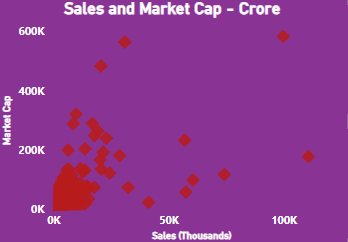 Sales and Market Cap - Crore
600K
400K
200K
0K
Market Cap
0K 50K 100K
Sales (Thousands)